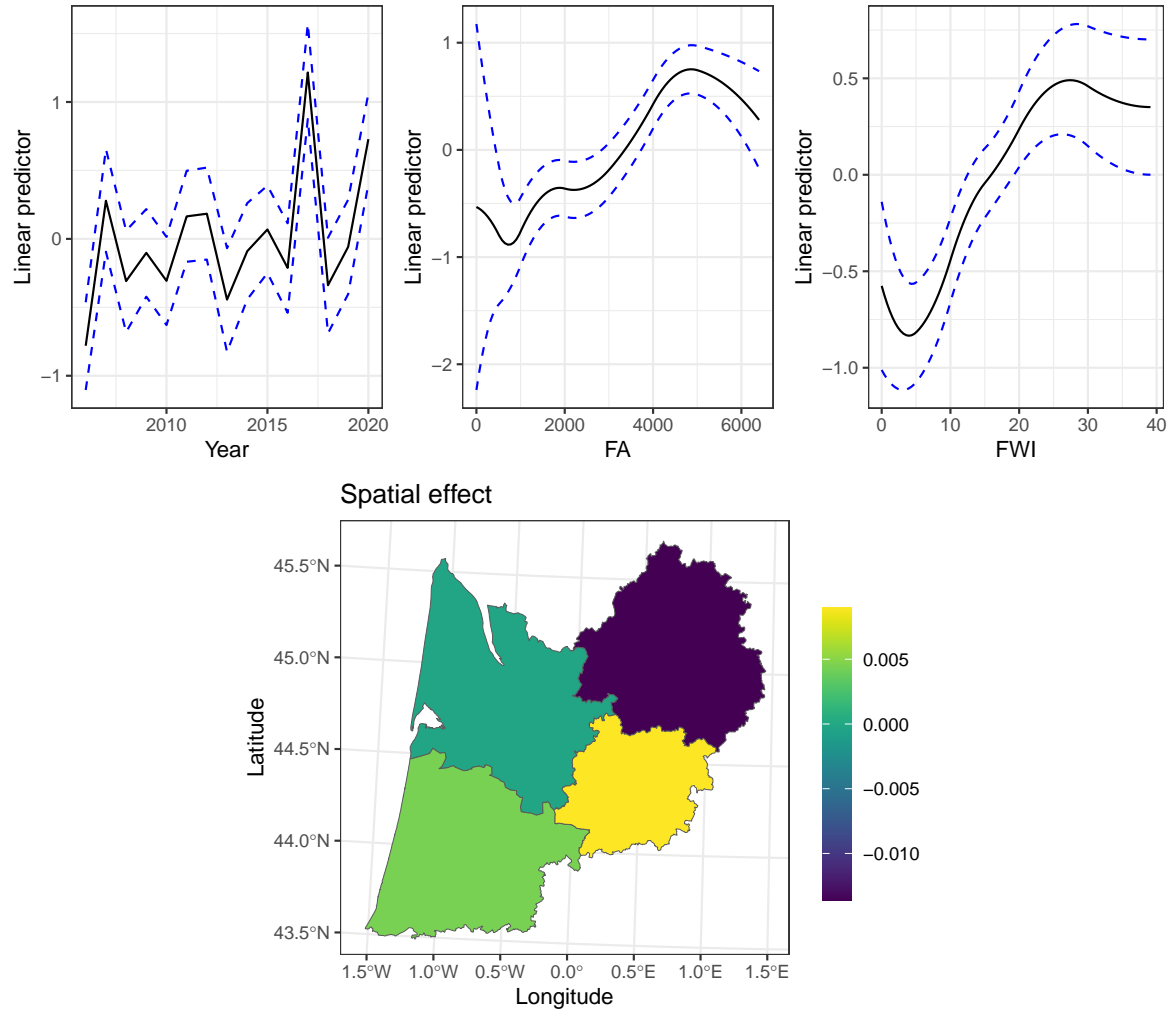 Linear predictor
1
0
−1
2010
2015
2020
Year
Linear predictor
1
0
−1
−2
0
2000
4000
6000
FA
Linear predictor
0.5
0.0
−0.5
−1.0
0
10
20
30
40
FWI
Spatial effect
Latitude
45.5°N
45.0°N
44.5°N
44.0°N
43.5°N
1.5°W
1.0°W
0.5°W
0.0°
0.5°E
1.0°E
1.5°E
Longitude
0.005
0.000
−0.005
−0.010